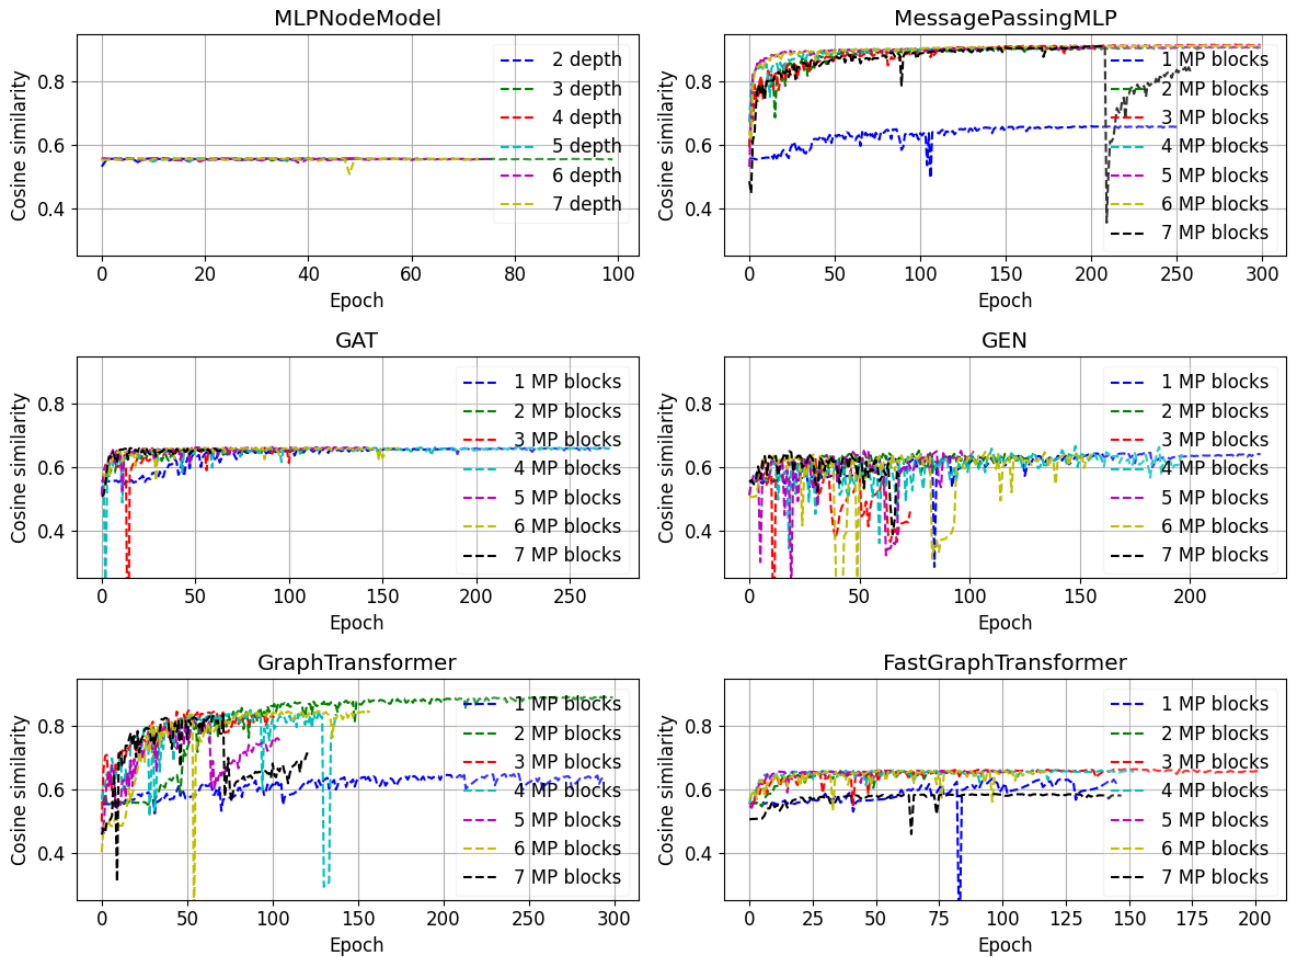 MLPNodeModel
Cosine similarity
0.8
0.6
0.4
2 depth
3 depth
4 depth
5 depth
6 depth
7 depth
0 20 40 60 80 100
Epoch
MessagePassingMLP
Cosine similarity
0.8
0.6
0.4
1 MP blocks
2 MP blocks
3 MP blocks
4 MP blocks
5 MP blocks
6 MP blocks
7 MP blocks
0 50 100 150 200 250 300
Epoch
GAT
Cosine similarity
0.8
0.6
0.4
1 MP blocks
2 MP blocks
3 MP blocks
4 MP blocks
5 MP blocks
6 MP blocks
7 MP blocks
0 50 100 150 200 250
Epoch
GEN
Cosine similarity
0.8
0.6
0.4
1 MP blocks
2 MP blocks
3 MP blocks
4 MP blocks
5 MP blocks
6 MP blocks
7 MP blocks
0 50 100 150 200
Epoch
GraphTransformer
Cosine similarity
0.8
0.6
0.4
1 MP blocks
2 MP blocks
3 MP blocks
4 MP blocks
5 MP blocks
6 MP blocks
7 MP blocks
0 50 100 150 200 250 300
Epoch
FastGraphTransformer
Cosine similarity
0.8
0.6
0.4
1 MP blocks
2 MP blocks
3 MP blocks
4 MP blocks
5 MP blocks
6 MP blocks
7 MP blocks
0 25 50 75 100 125 150 175 200
Epoch